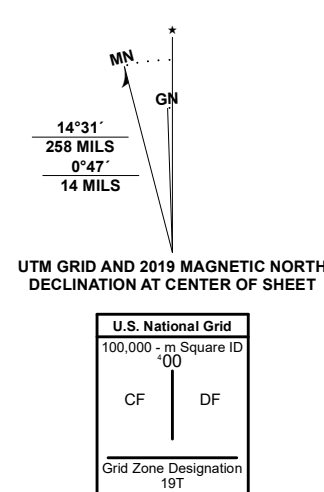 ★
MN
GN
14°31´
258 MILS
0°47´
14 MILS
UTM GRID AND 2019 MAGNETIC NORTH
DECLINATION AT CENTER OF SHEET
U.S. National Grid
100,000 - m Square ID
⁴00
CF DF
Grid Zone Designation
19T